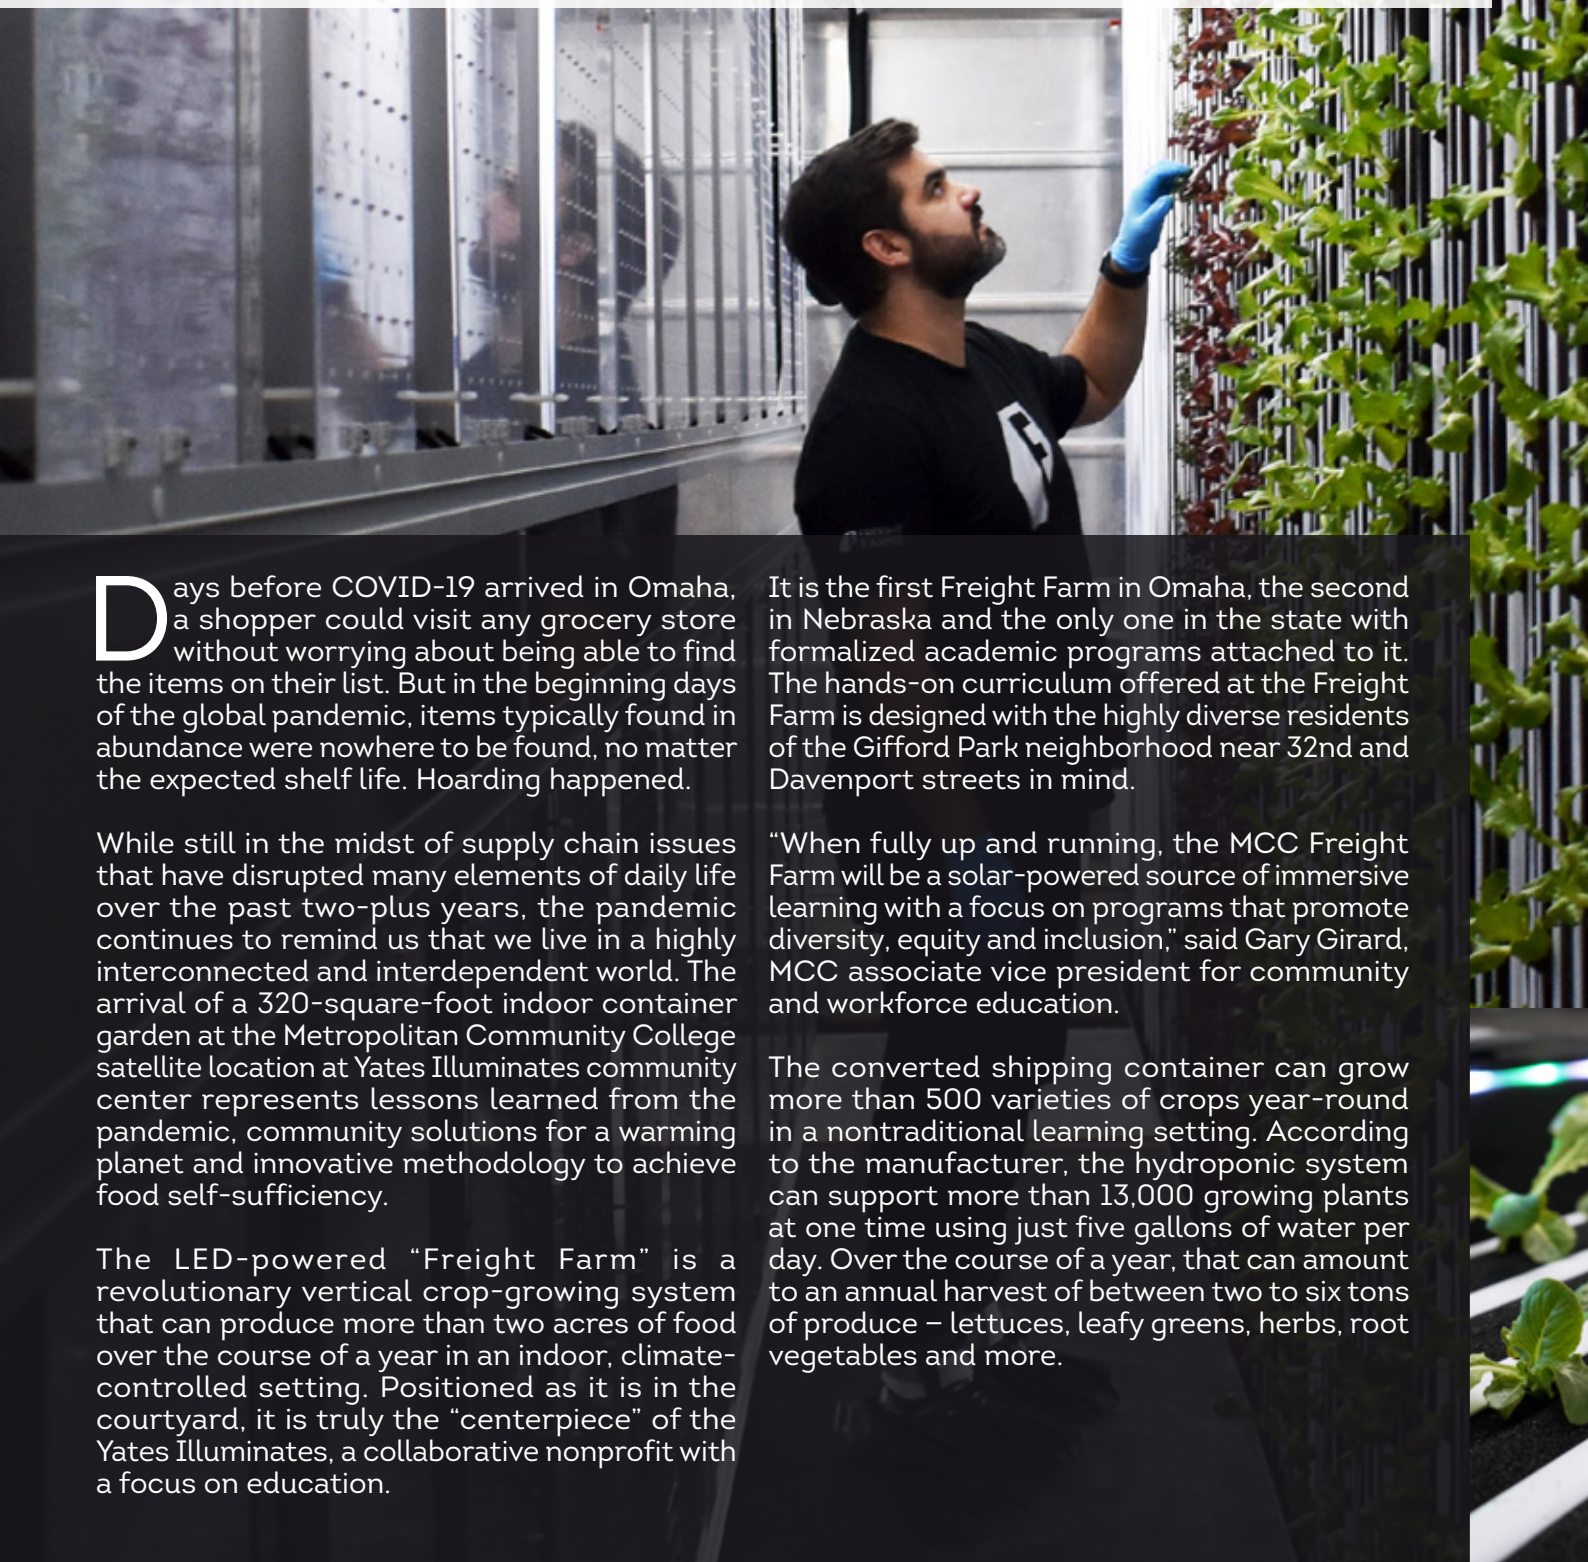 Days before COVID-19 arrived in Omaha,
a shopper could visit any grocery store
without worrying about being able to find
the items on their list. But in the beginning days
of the global pandemic, items typically found in
abundance were nowhere to be found, no matter
the expected shelf life. Hoarding happened.
While still in the midst of supply chain issues
that have disrupted many elements of daily life
over the past two-plus years, the pandemic
continues to remind us that we live in a highly
interconnected and interdependent world. The
arrival of a 320-square-foot indoor container
garden at the Metropolitan Community College
satellite location at Yates Illuminates community
center represents lessons learned from the
pandemic, community solutions for a warming
planet and innovative methodology to achieve
food self-sufficiency.
The LED-powered “Freight Farm” is a
revolutionary vertical crop-growing system
that can produce more than two acres of food
over the course of a year in an indoor, climate-
controlled setting. Positioned as it is in the
courtyard, it is truly the “centerpiece” of the
Yates Illuminates, a collaborative nonprofit with
a focus on education.
It is the first Freight Farm in Omaha, the second
in Nebraska and the only one in the state with
formalized academic programs attached to it.
The hands-on curriculum offered at the Freight
Farm is designed with the highly diverse residents
of the Gifford Park neighborhood near 32nd and
Davenport streets in mind.
“When fully up and running, the MCC Freight
Farm will be a solar-powered source of immersive
learning with a focus on programs that promote
diversity, equity and inclusion,” said Gary Girard,
MCC associate vice president for community
and workforce education.
The converted shipping container can grow
more than 500 varieties of crops year-round
in a nontraditional learning setting. According
to the manufacturer, the hydroponic system
can support more than 13,000 growing plants
at one time using just five gallons of water per
day. Over the course of a year, that can amount
to an annual harvest of between two to six tons
of produce – lettuces, leafy greens, herbs, root
vegetables and more.